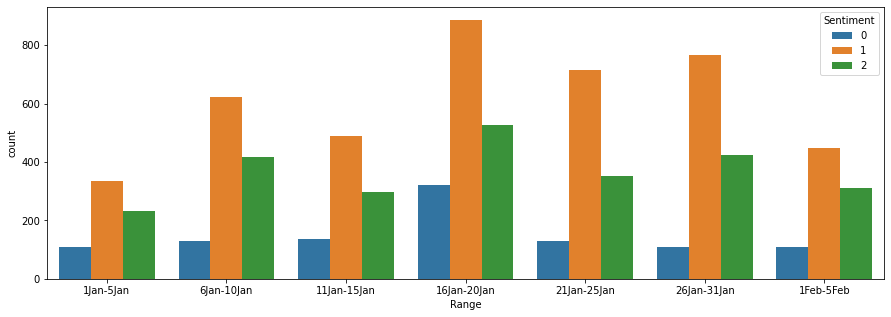 Sentiment
0
1
2
800
600
400
200
0
count
1Jan-5Jan
6Jan-10Jan
11Jan-15Jan
16Jan-20Jan
21Jan-25Jan
26Jan-31Jan
1Feb-5Feb
Range